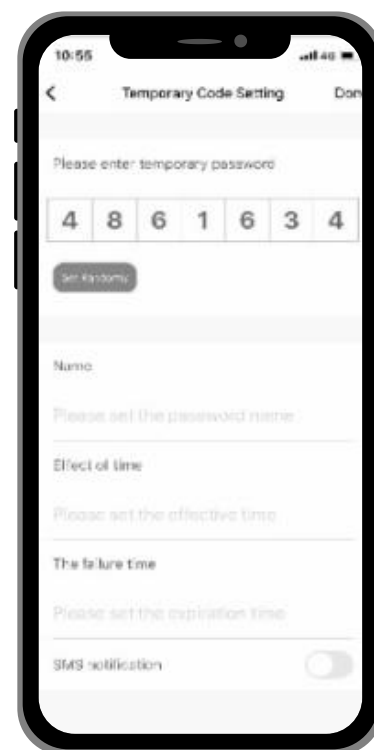 10:55 4G
< Temporary Code Setting Don
Please enter temporary password
4 8 6 1 6 3 4
Set Randomly
Name
Please set the password name
Effect of time
Please set the effective time
The failure time
Please set the expiration time
SMS notification